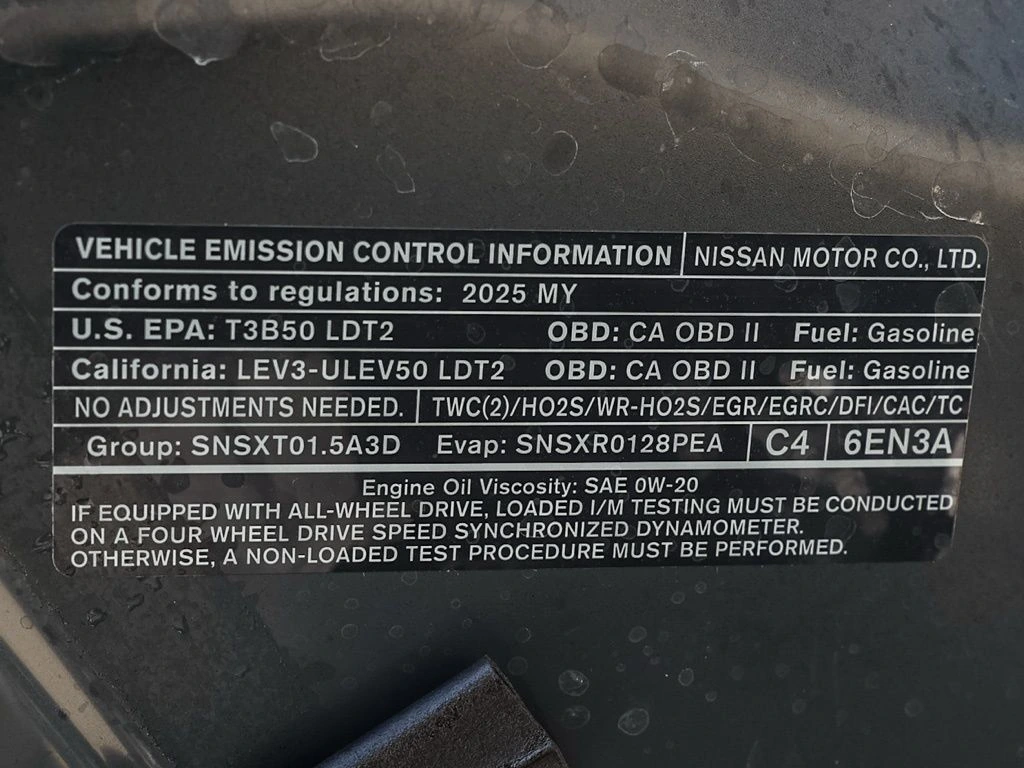 VEHICLE EMISSION CONTROL INFORMATION NISSAN MOTOR CO., LTD.
Conforms to regulations: 2025 MY
U.S. EPA: T3B50 LDT2 OBD: CA OBD II Fuel: Gasoline
California: LEV3-ULEV50 LDT2 OBD: CA OBD II Fuel: Gasoline
NO ADJUSTMENTS NEEDED. TWC(2)/HO2S/WR-HO2S/EGR/EGRC/DFI/CAC/TC
Group: SNSXT01.5A3D Evap: SNSXR0128PEA C4 6EN3A
Engine Oil Viscosity: SAE 0W-20
IF EQUIPPED WITH ALL-WHEEL DRIVE, LOADED I/M TESTING MUST BE CONDUCTED
ON A FOUR WHEEL DRIVE SPEED SYNCHRONIZED DYNAMOMETER.
OTHERWISE, A NON-LOADED TEST PROCEDURE MUST BE PERFORMED.